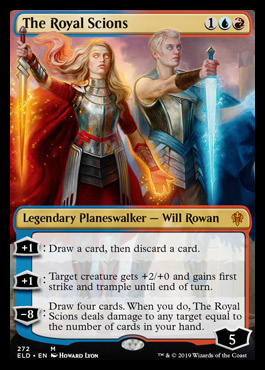 The Royal Scions 1
Legendary Planeswalker — Will Rowan
+1: Draw a card, then discard a card.
+1: Target creature gets +2/+0 and gains first
strike and trample until end of turn.
-8: Draw four cards. When you do, The Royal
Scions deals damage to any target equal to
the number of cards in your hand.
5
272 M
ELD • EN Howard Lyon
™ & © 2019 Wizards of the Coast